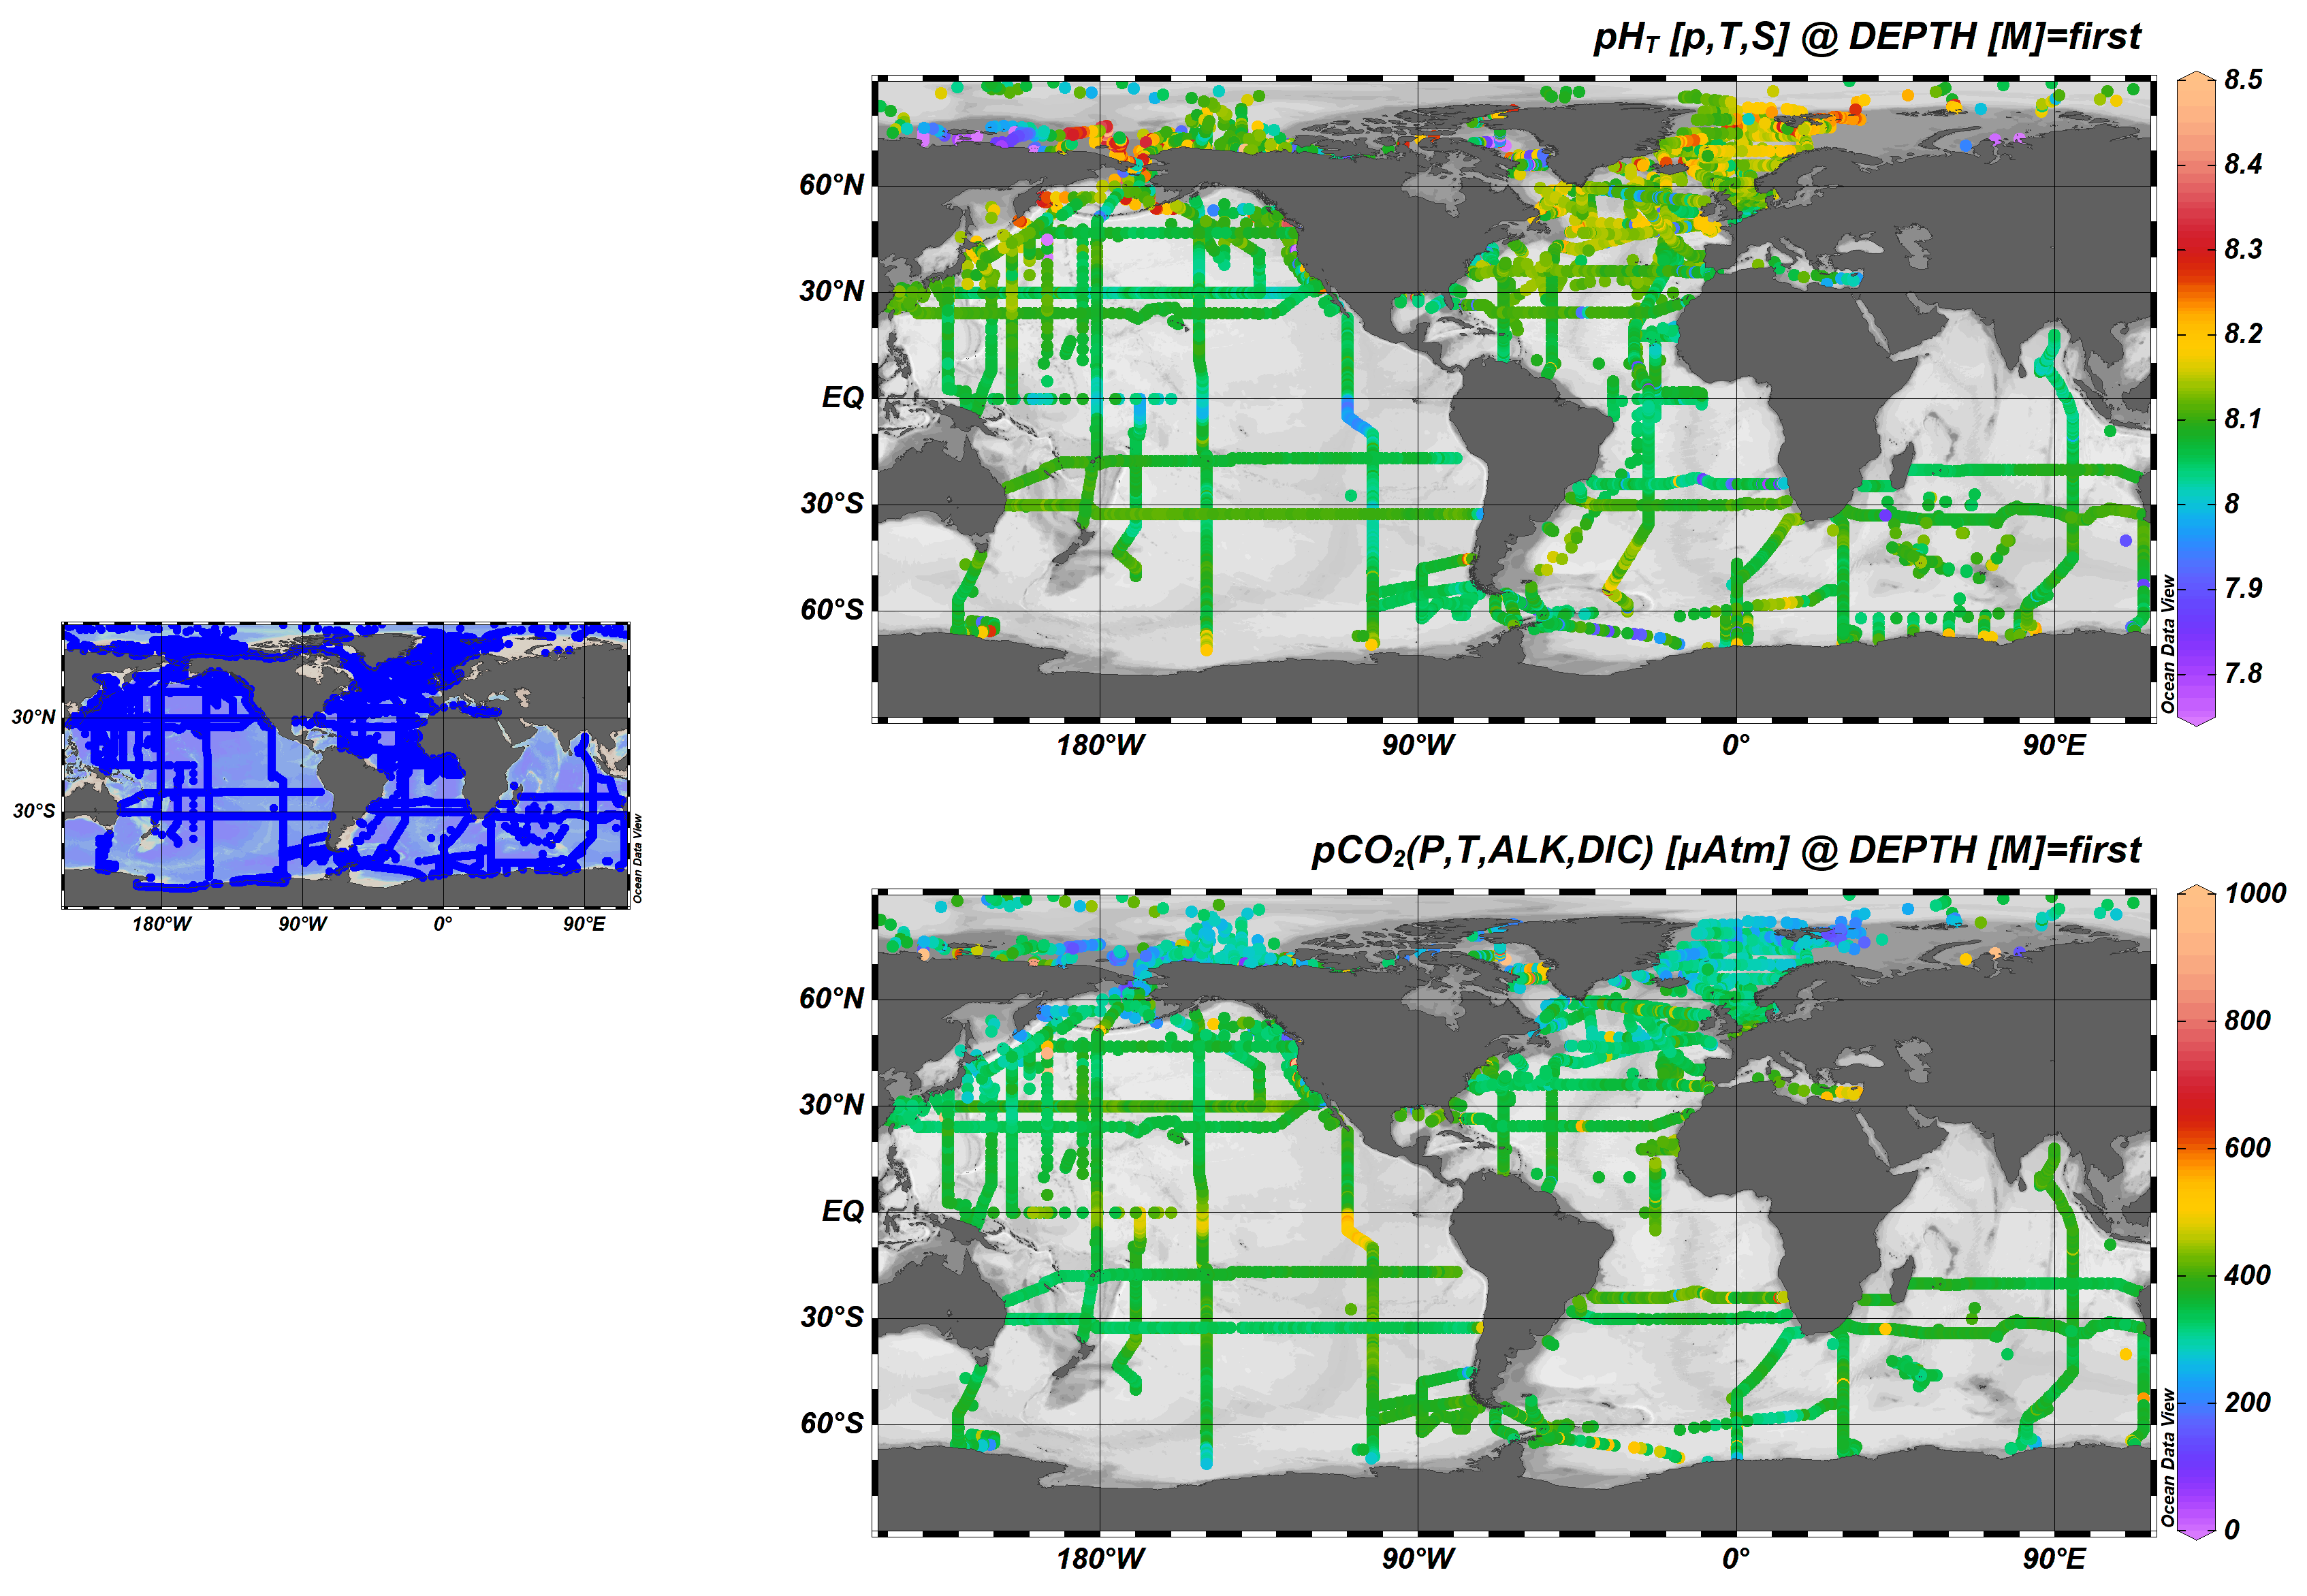 pHT [p,T,S] @ DEPTH [M]=first
60°N
30°N
EQ
30°S
60°S
180°W
90°W
0°
90°E
8.5
8.4
8.3
8.2
8.1
8
7.9
7.8
Ocean Data View
30°N
30°S
180°W
90°W
0°
90°E
Ocean Data View
pCO2(P,T,ALK,DIC) [µAtm] @ DEPTH [M]=first
60°N
30°N
EQ
30°S
60°S
180°W
90°W
0°
90°E
1000
800
600
400
200
0
Ocean Data View